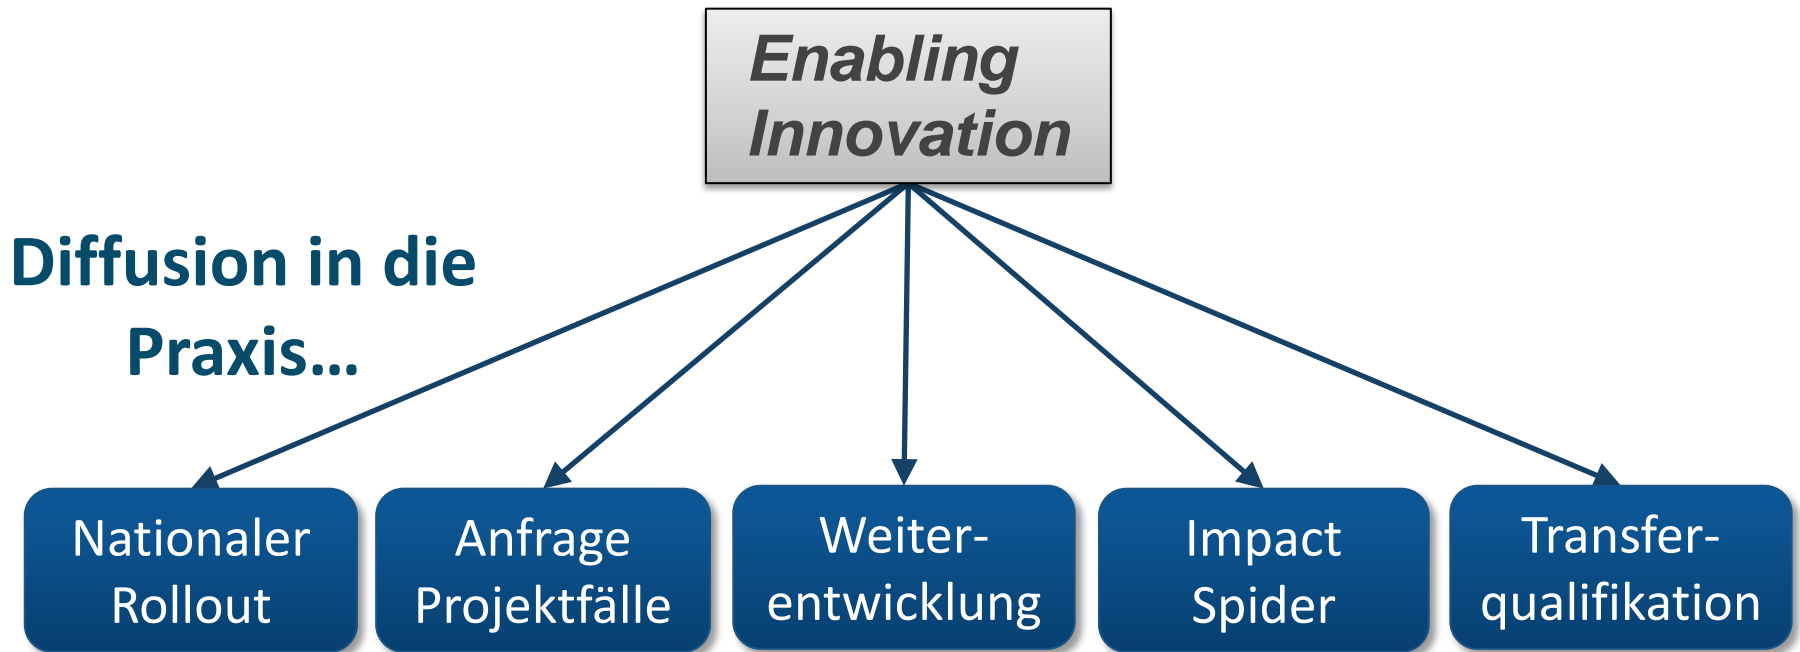 Enabling
Innovation
Diffusion in die
Praxis...
Nationaler
Rollout
Anfrage
Projektfälle
Weiter-
entwicklung
Impact
Spider
Transfer-
qualifikation